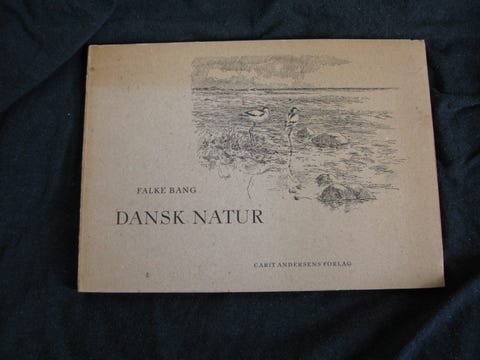 FALKE BANG
DANSK NATUR
CARIT ANDERSENS FORLAG